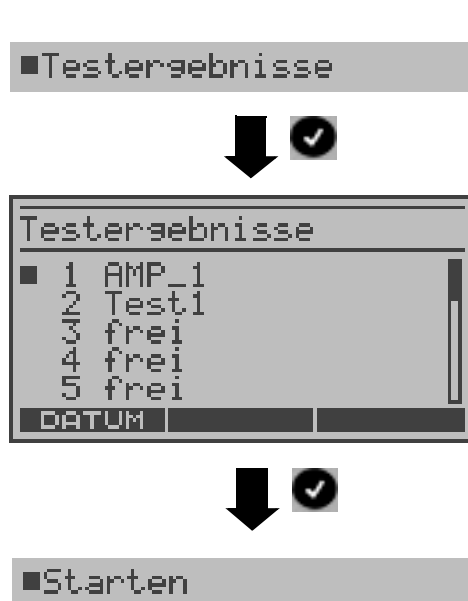 ■Testergebnisse
Testergebnisse
■ 1 AMP_1
2 Test1
3 frei
4 frei
5 frei
DATUM
■Starten